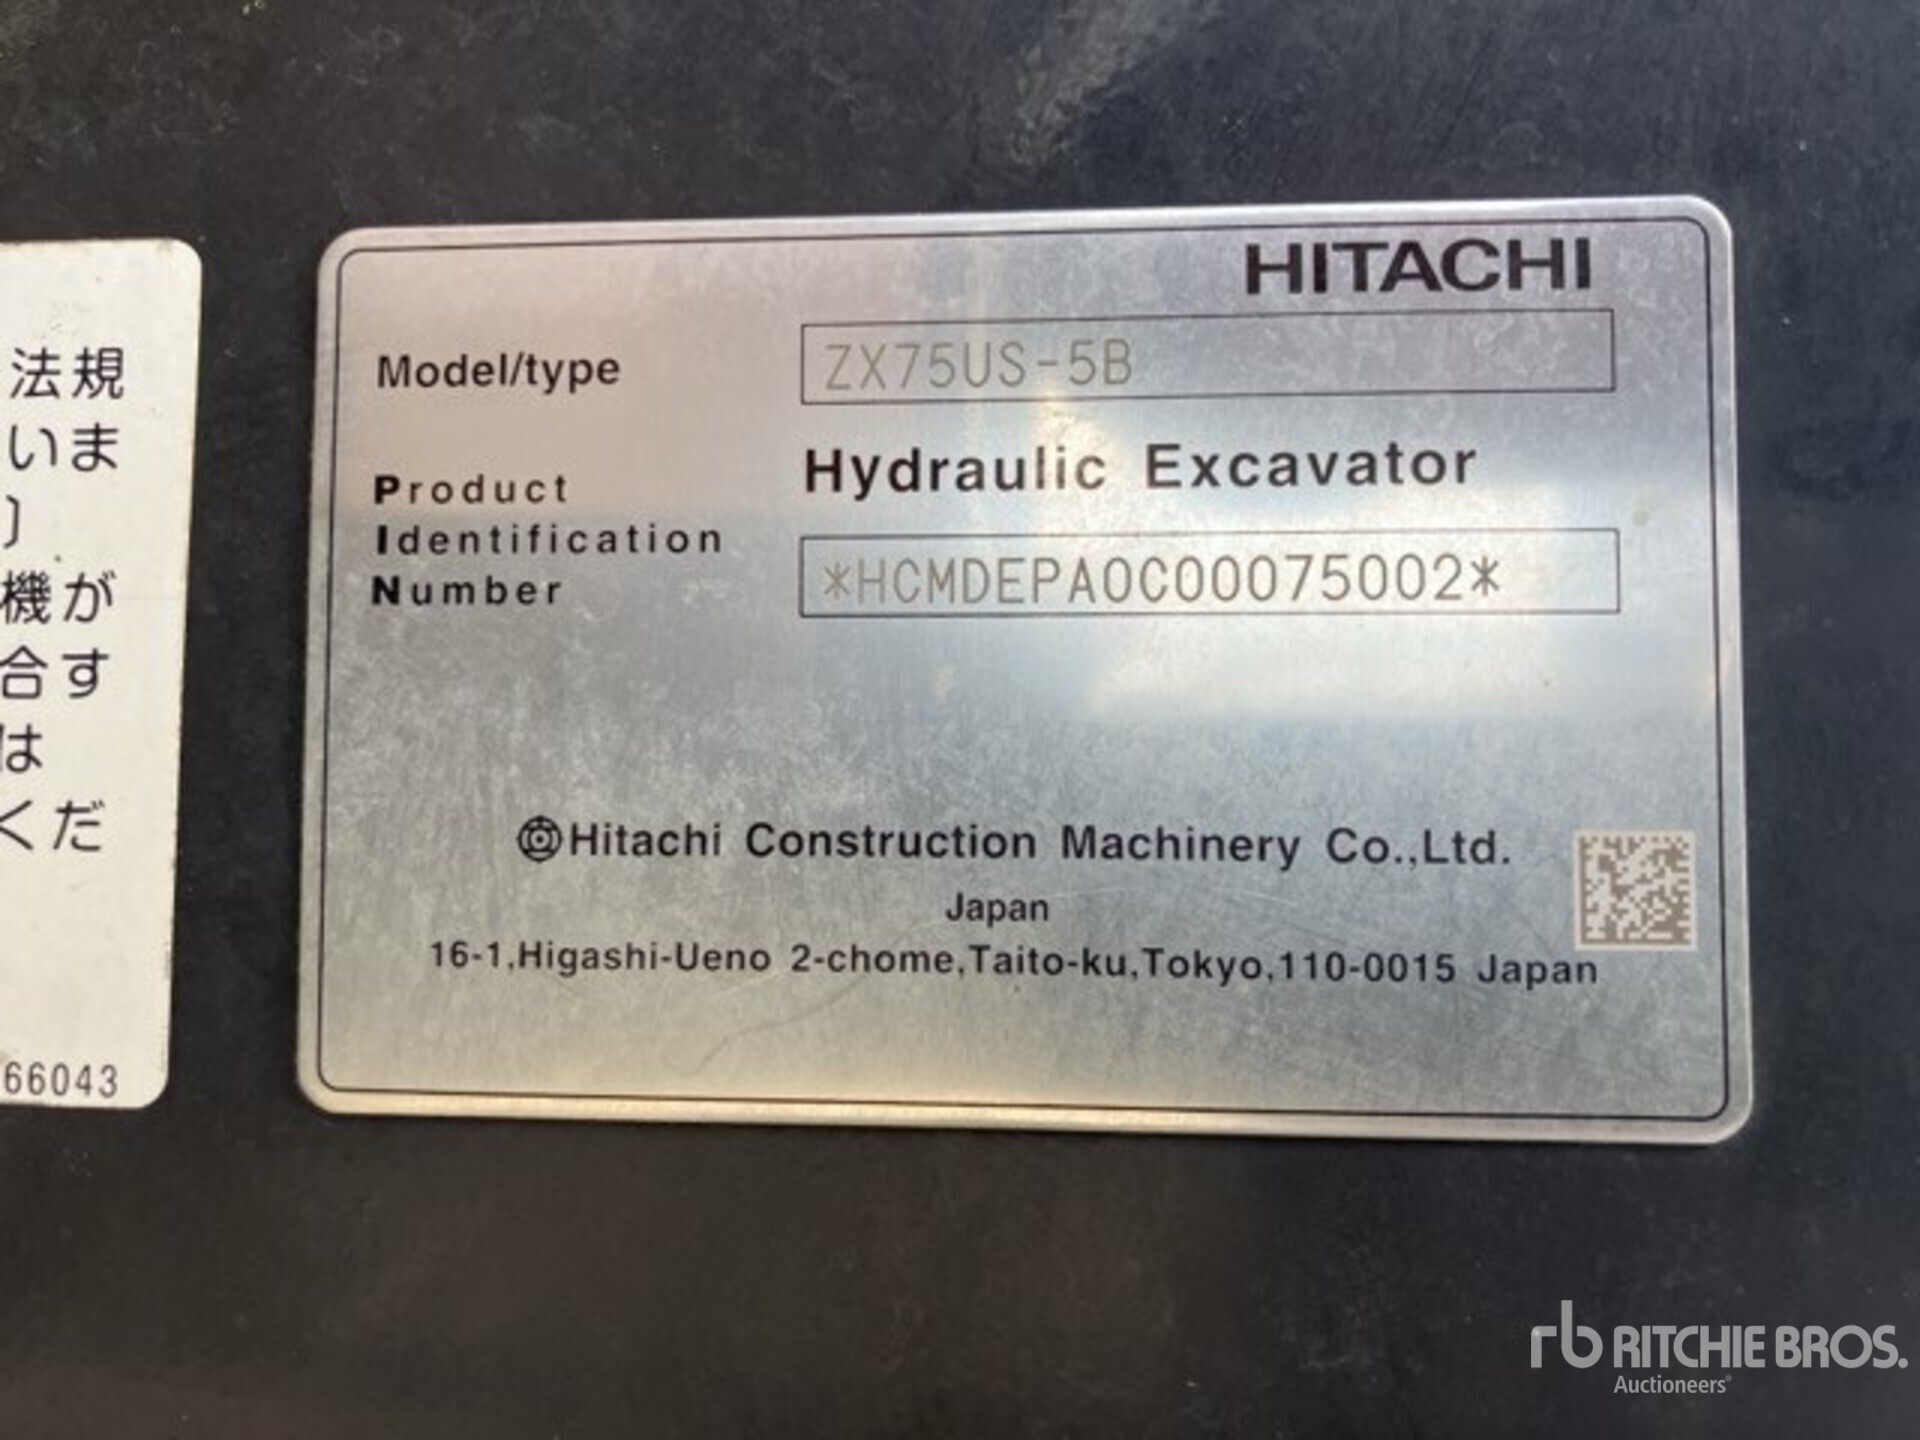 法規
いま
）
機が
合す
は
くだ
66043
HITACHI
Model/type ZX75US-5B
Hydraulic Excavator
Product
Identification
Number *HCMDEPA0C00075002*
Hitachi Construction Machinery Co.,Ltd.
Japan
16-1,Higashi-Ueno 2-chome,Taito-ku,Tokyo,110-0015 Japan
rb RITCHIE BROS.
Auctioneers